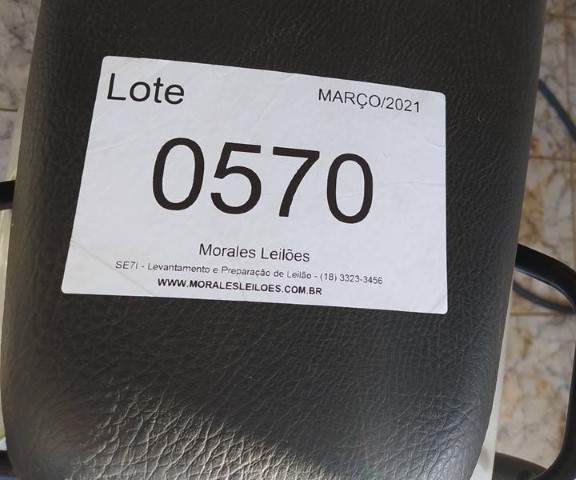 Lote MARÇO/2021
0570
Morales Leilões
SE7I - Levantamento e Preparação de Leilão - (18) 3323-3456
WWW.MORALESLEILOES.COM.BR